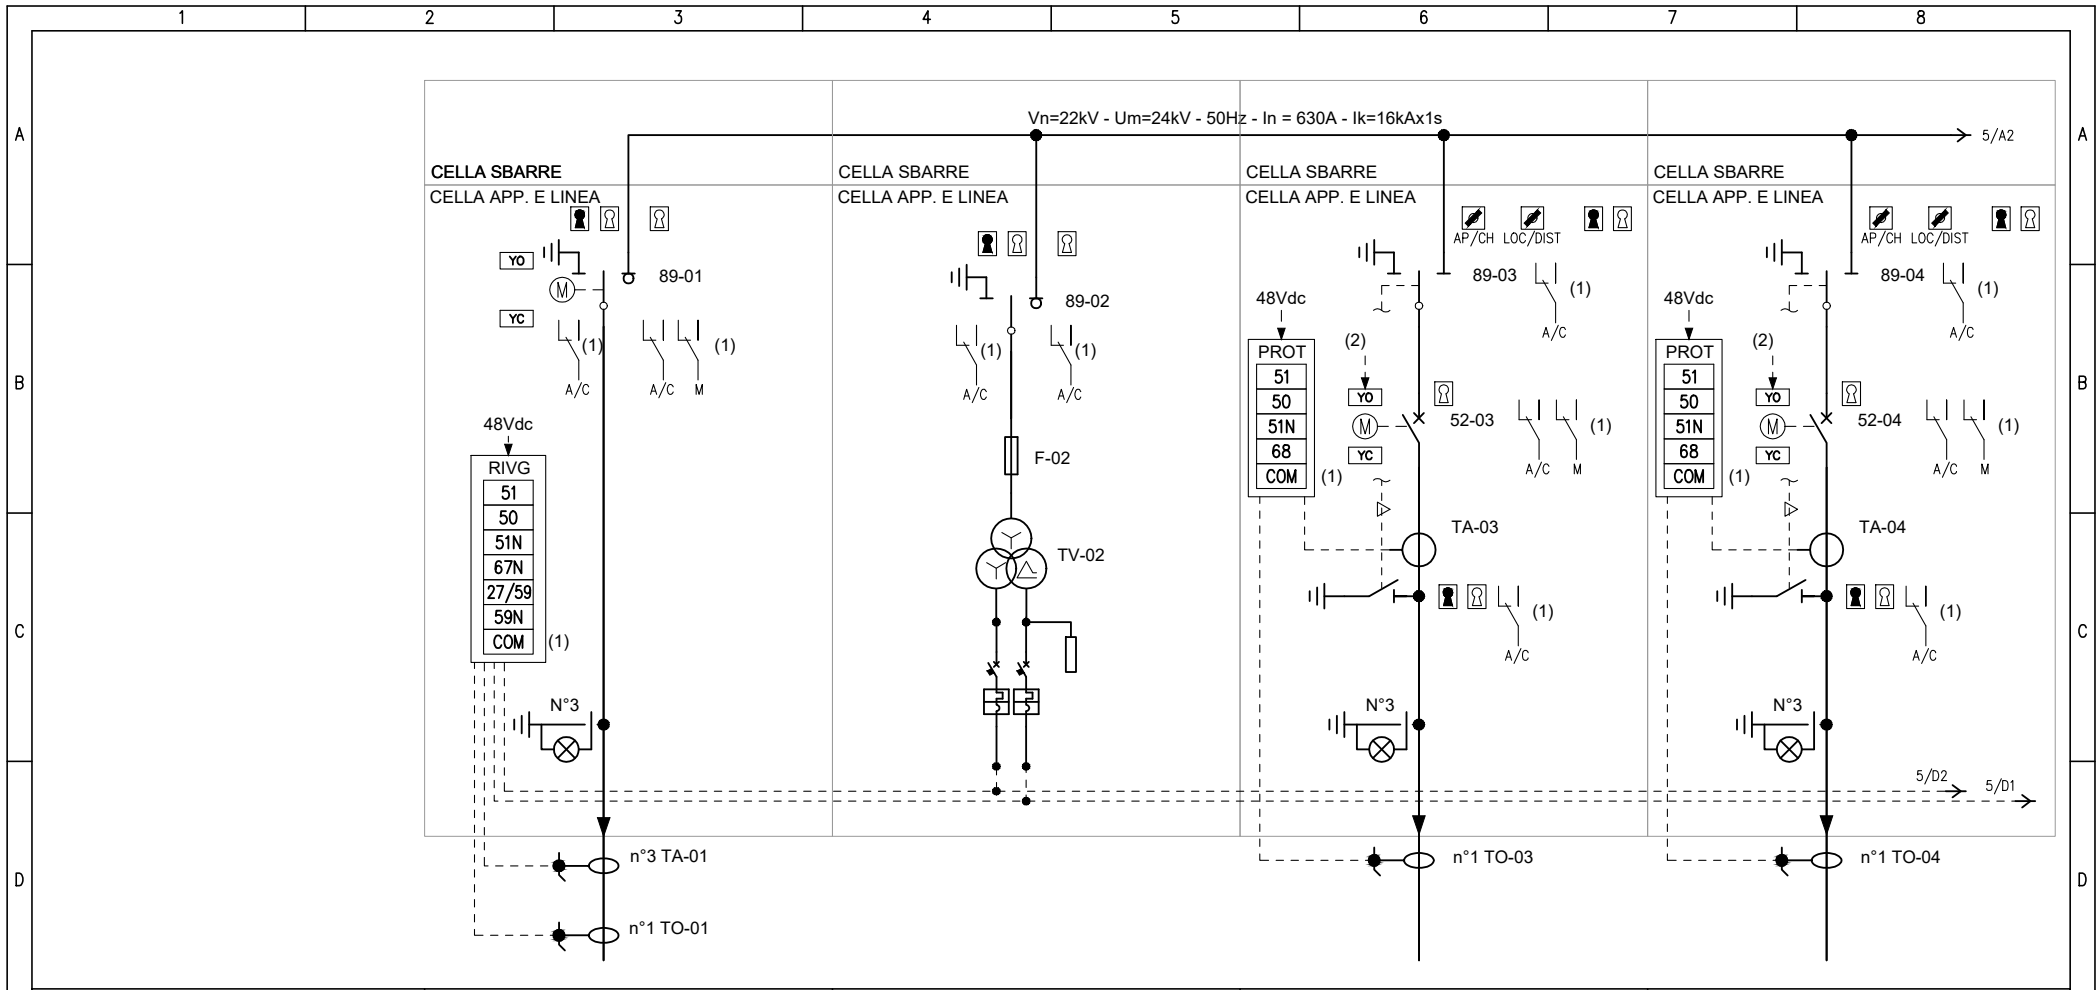 1 2 3 4 5 6 7 8
Vn=22kV - Um=24kV - 50Hz - In = 630A - Ik=16kAx1s
A A
5/A2
CELLA SBARRE CELLA SBARRE CELLA SBARRE CELLA SBARRE
CELLA APP. E LINEA CELLA APP. E LINEA CELLA APP. E LINEA CELLA APP. E LINEA
AP/CH LOC/DIST AP/CH LOC/DIST
YO
89-01 89-03 89-04
M (1) (1)
89-02
48Vdc 48Vdc
YC
A/C A/C
(1) (1) (1) (1) (2) (2)
PROT PROT
B B
51 51
A/C A/C M A/C A/C
YO YO
50 50
52-03 52-04
51N M (1) 51N M (1)
48Vdc
68 YC 68 YC
F-02
RIVG
A/C M A/C M
COM (1) COM (1)
51
50
TA-03 TA-04
51N
TV-02
67N
27/59
59N
(1) (1)
C C
COM (1)
A/C A/C
N°3 N°3 N°3
5/D2 5/D1
n°3 TA-01 n°1 TO-03 n°1 TO-04
D D
n°1 TO-01